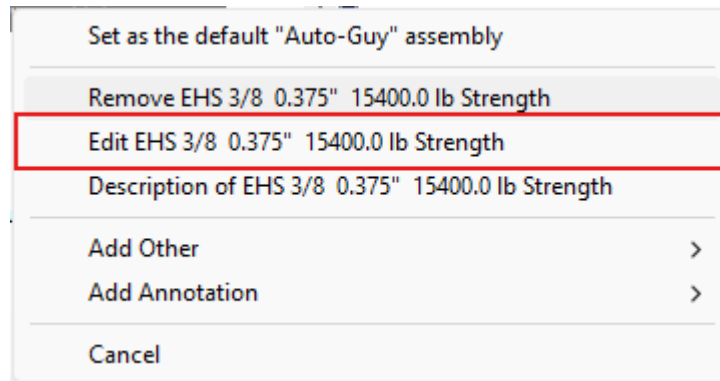 Set as the default "Auto-Guy" assembly
Remove EHS 3/8  0.375"  15400.0 lb Strength
Edit EHS 3/8  0.375"  15400.0 lb Strength
Description of EHS 3/8  0.375"  15400.0 lb Strength
Add Other
Add Annotation
Cancel